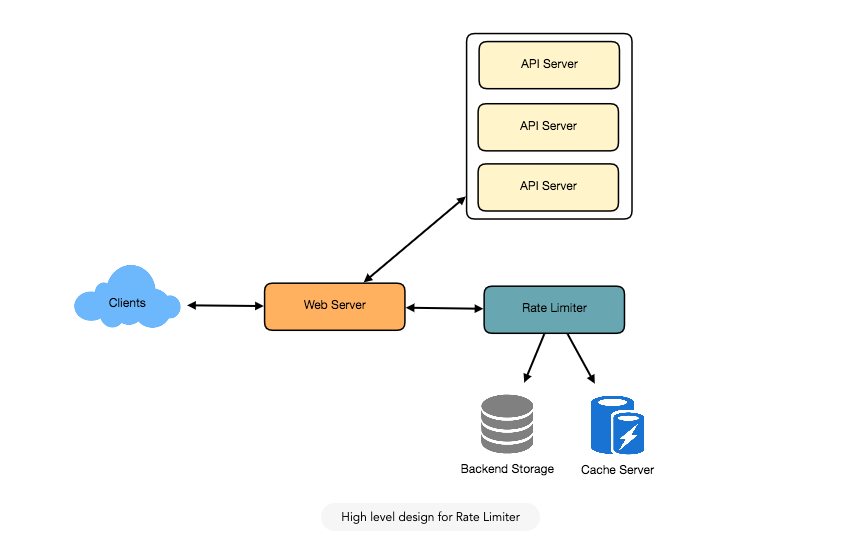 API Server
API Server
API Server
Clients
Web Server
Rate Limiter
Backend Storage
Cache Server
High level design for Rate Limiter